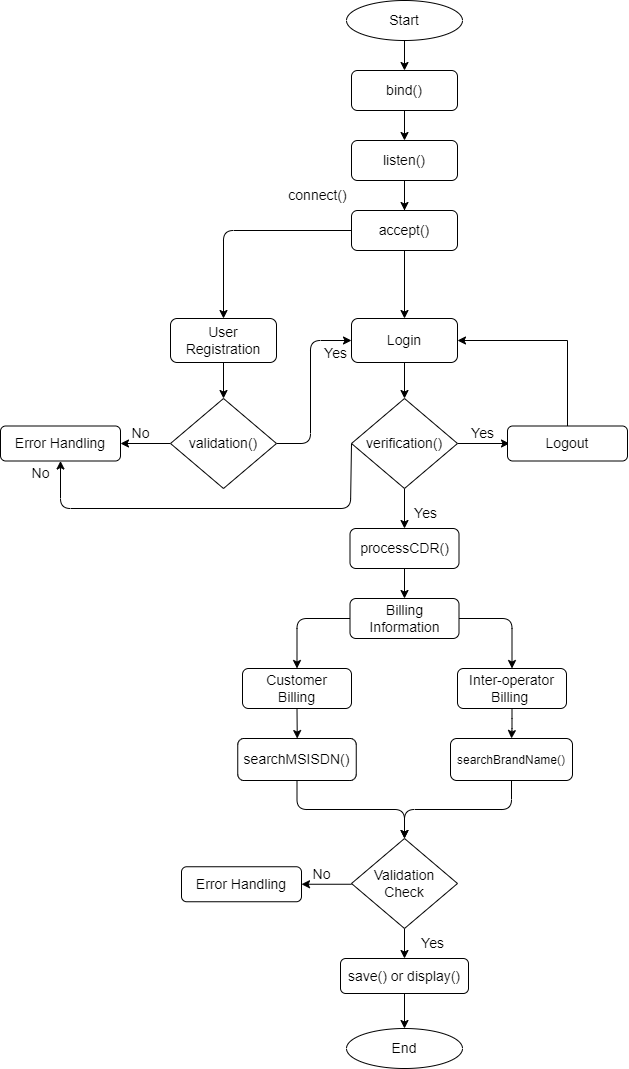 Start
bind()
listen()
connect()
accept()
User
Registration
Login
Yes
Error Handling
No
validation()
verification()
Yes
Logout
No
Yes
processCDR()
Billing
Information
Customer
Billing
Inter-operator
Billing
searchMSISDN()
searchBrandName()
Validation
Check
No
Error Handling
Yes
save() or display()
End